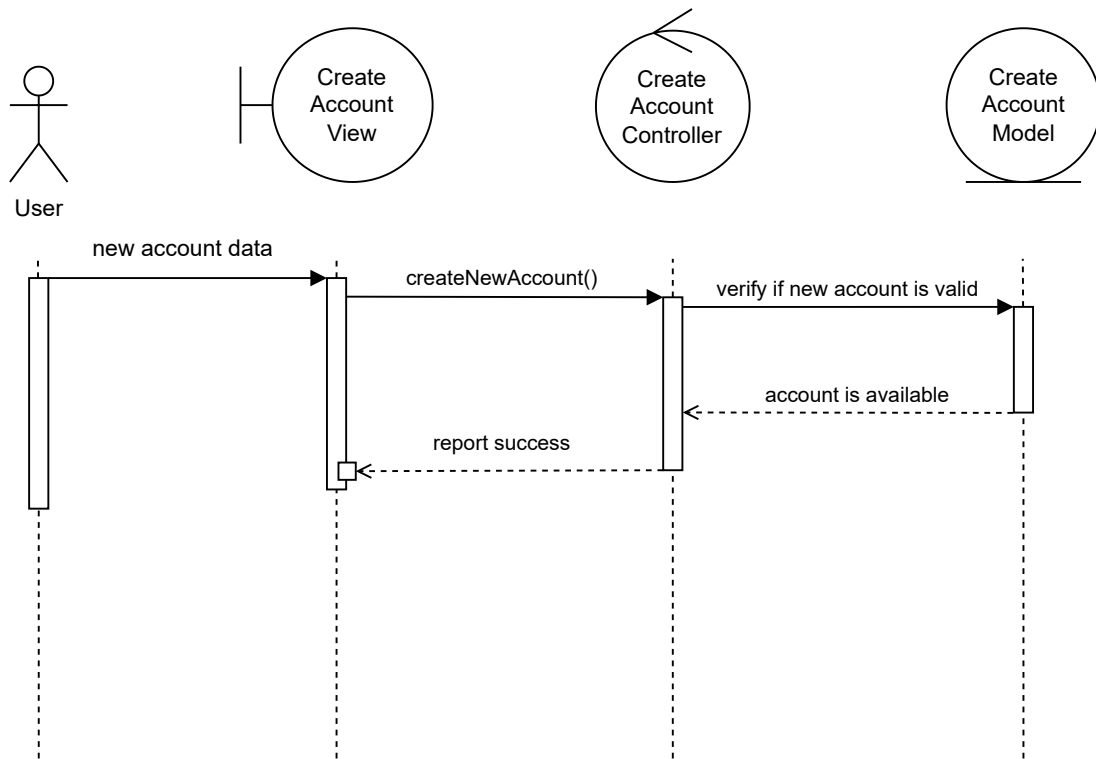 Create
Account
View
Create
Account
Controller
Create
Account
Model
User
new account data
createNewAccount()
verify if new account is valid
account is available
report success